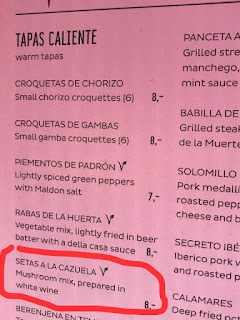 TAPAS CALIENTE
warm tapas
CROQUETAS DE CHORIZO
Small chorizo croquettes (6) 8,-
CROQUETAS DE GAMBAS
Small gamba croquettes (6) 8,-
PIEMENTOS DE PADRÓN
Lightly spiced green peppers
with Maldon salt 7,-
RABAS DE LA HUERTA
Vegetable mix, lightly fried in beer
batter with a della casa sauce 8,-
SETAS A LA CAZUELA
Mushroom mix, prepared in
white wine 8,-
BERENJENA EN
PANCETA A
Grilled stre
manchego,
mint sauce
BABILLA DE
Grilled steak
de la Muerte
SOLOMILLO
Pork medalli
roasted pepp
cheese and b
SECRETO IBÉ
Iberico pork v
and roasted p
CALAMARES
Deep fried oc